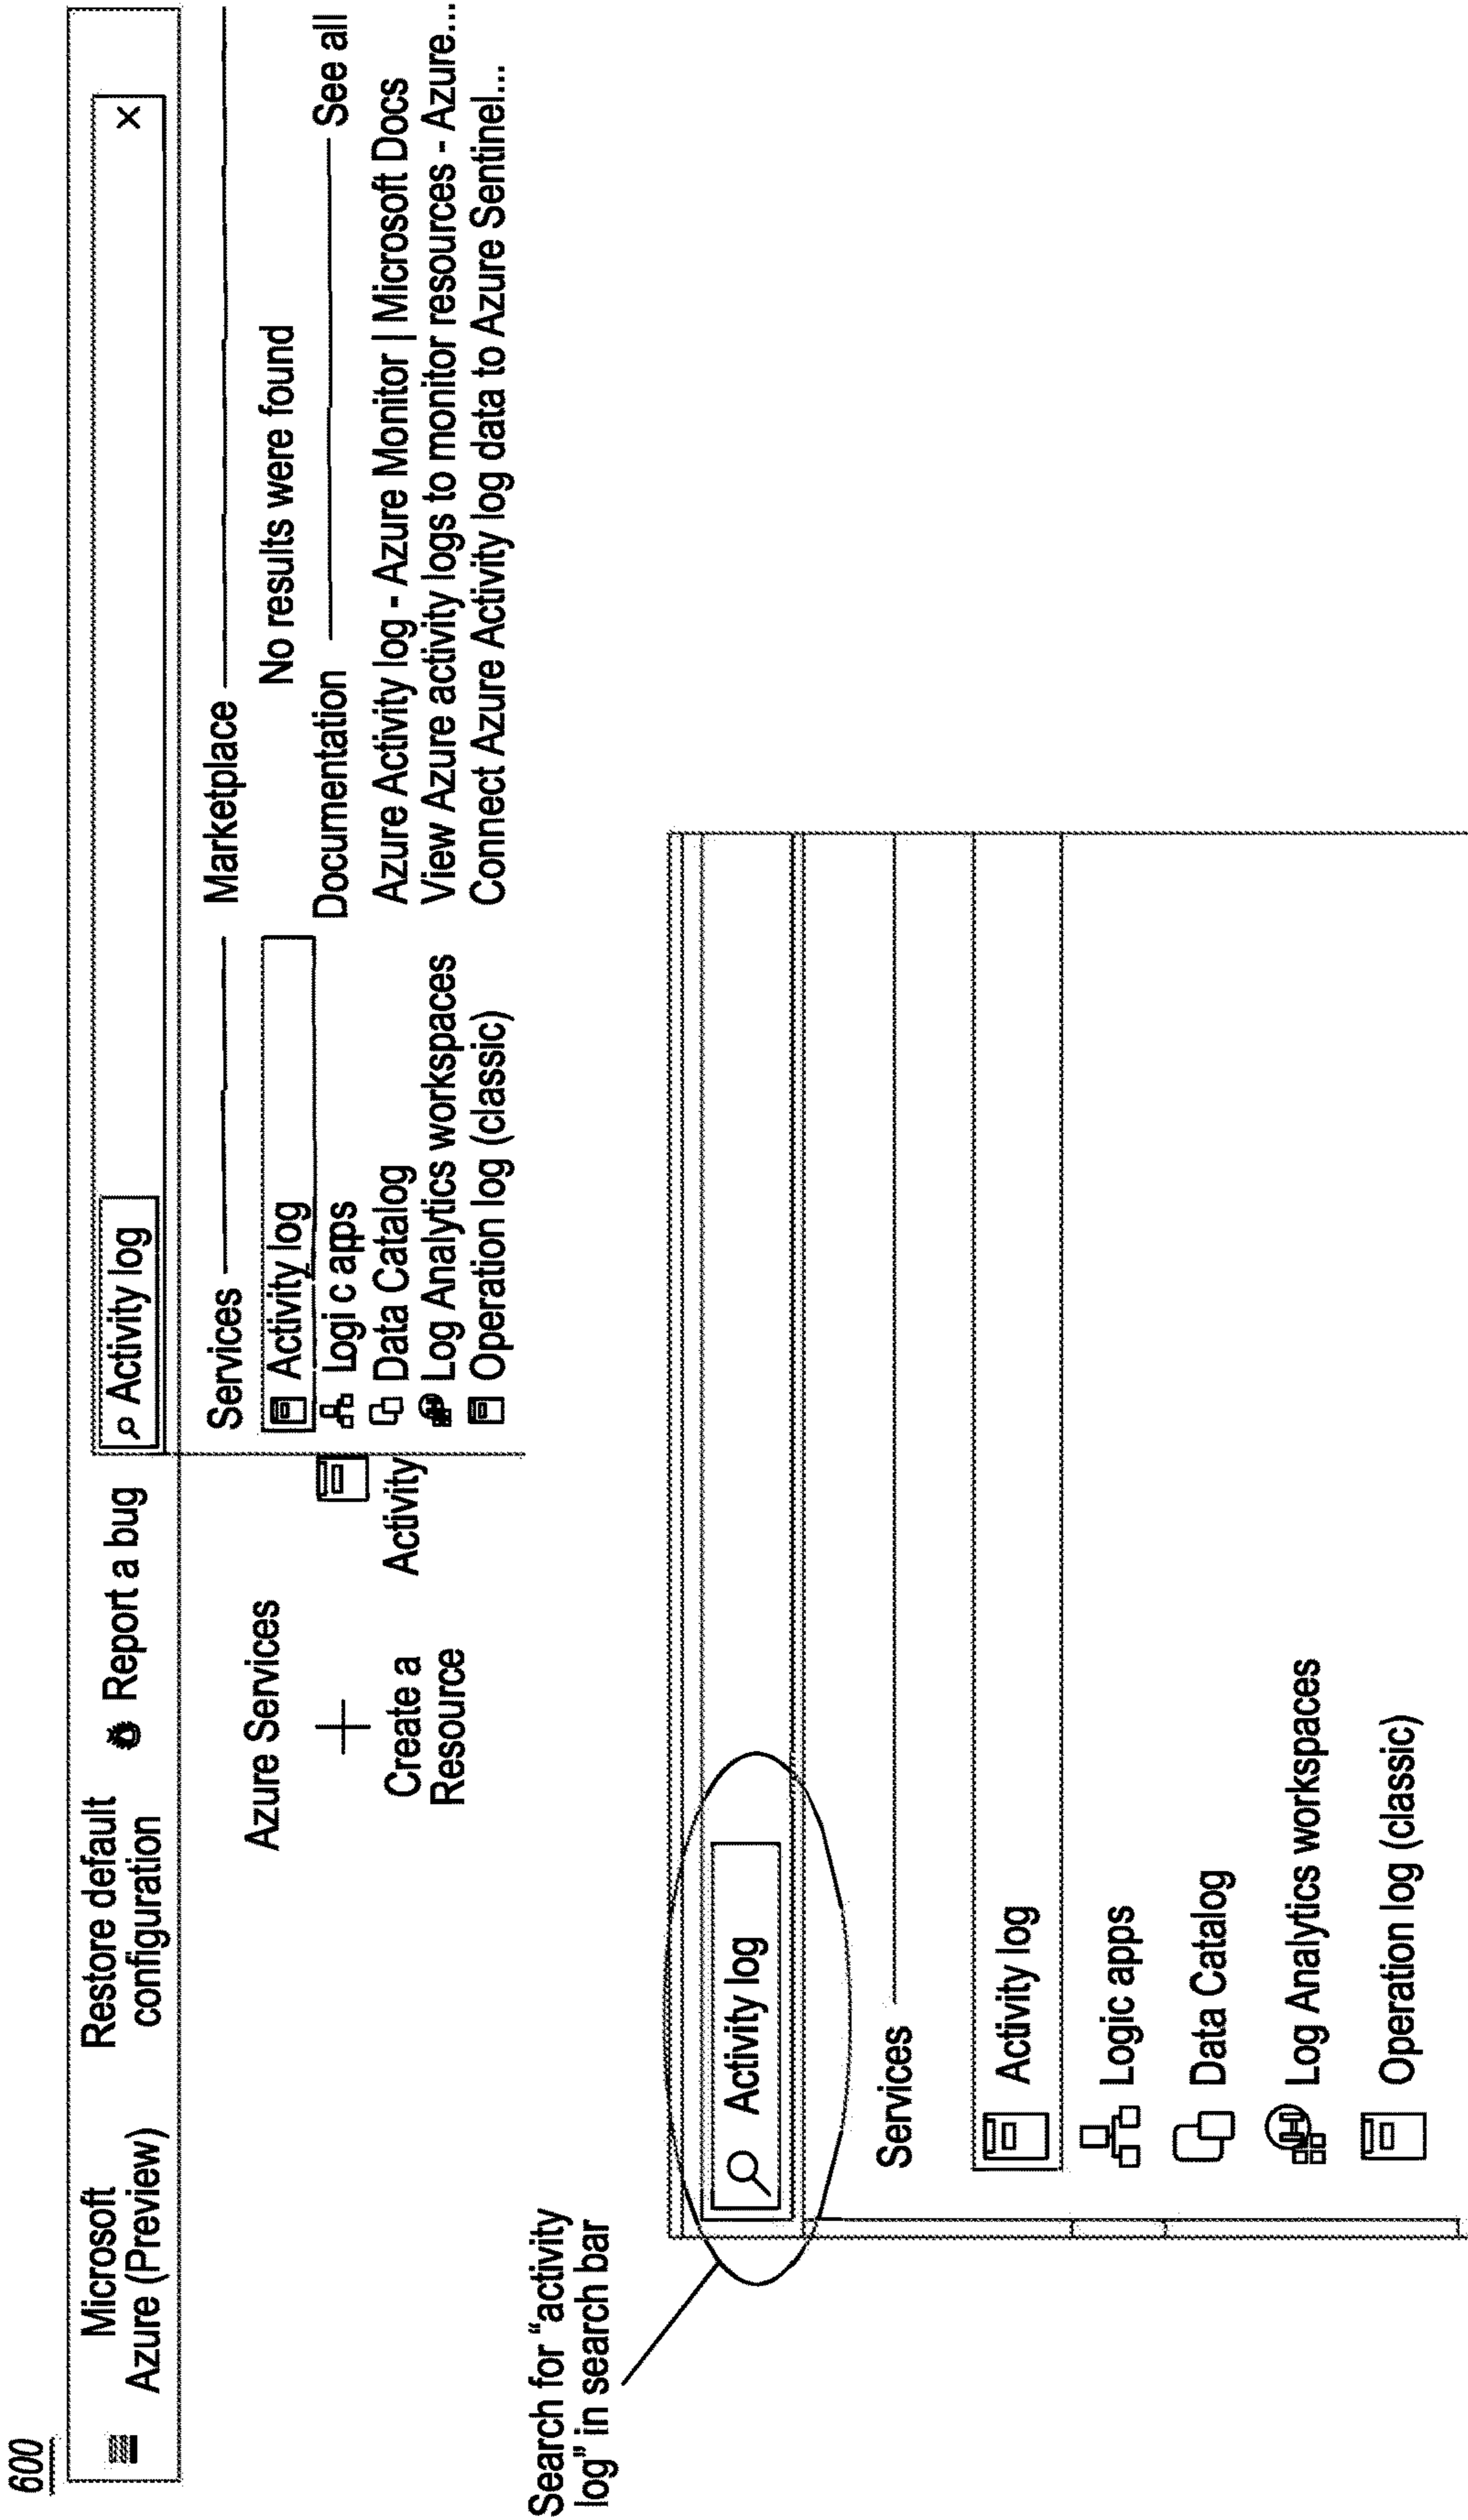 600
Microsoft
Azure (Preview)
Restore default
configuration
Report a bug
Activity log
X
Azure Services
Create a
Resource
Activity
Services
Activity log
Logi c apps
Data Catalog
Log Analytics workspaces
Operation log (classic)
Marketplace
No results were found
Documentation
See all
Azure Activity log - Azure Monitor | Microsoft Docs
View Azure activity logs to monitor resources - Azure...
Connect Azure Activity log data to Azure Sentinel...
Search for “activity
log” in search bar
Activity log
Services
Activity log
Logic apps
Data Catalog
Log Analytics workspaces
Operation log (classic)